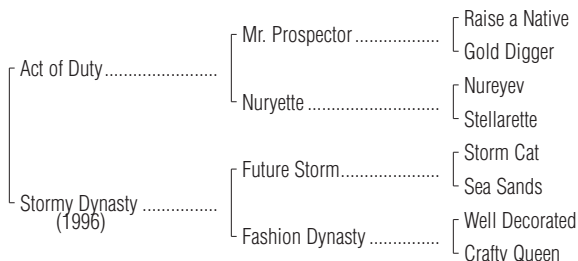 Raise a Native
Mr. Prospector ....................
Gold Digger
Act of Duty ...........................
Nureyev
Nuryette ................................
Stellarette
Storm Cat
Future Storm........................
Sea Sands
Stormy Dynasty ..................
(1996)
Well Decorated
Fashion Dynasty .................
Crafty Queen